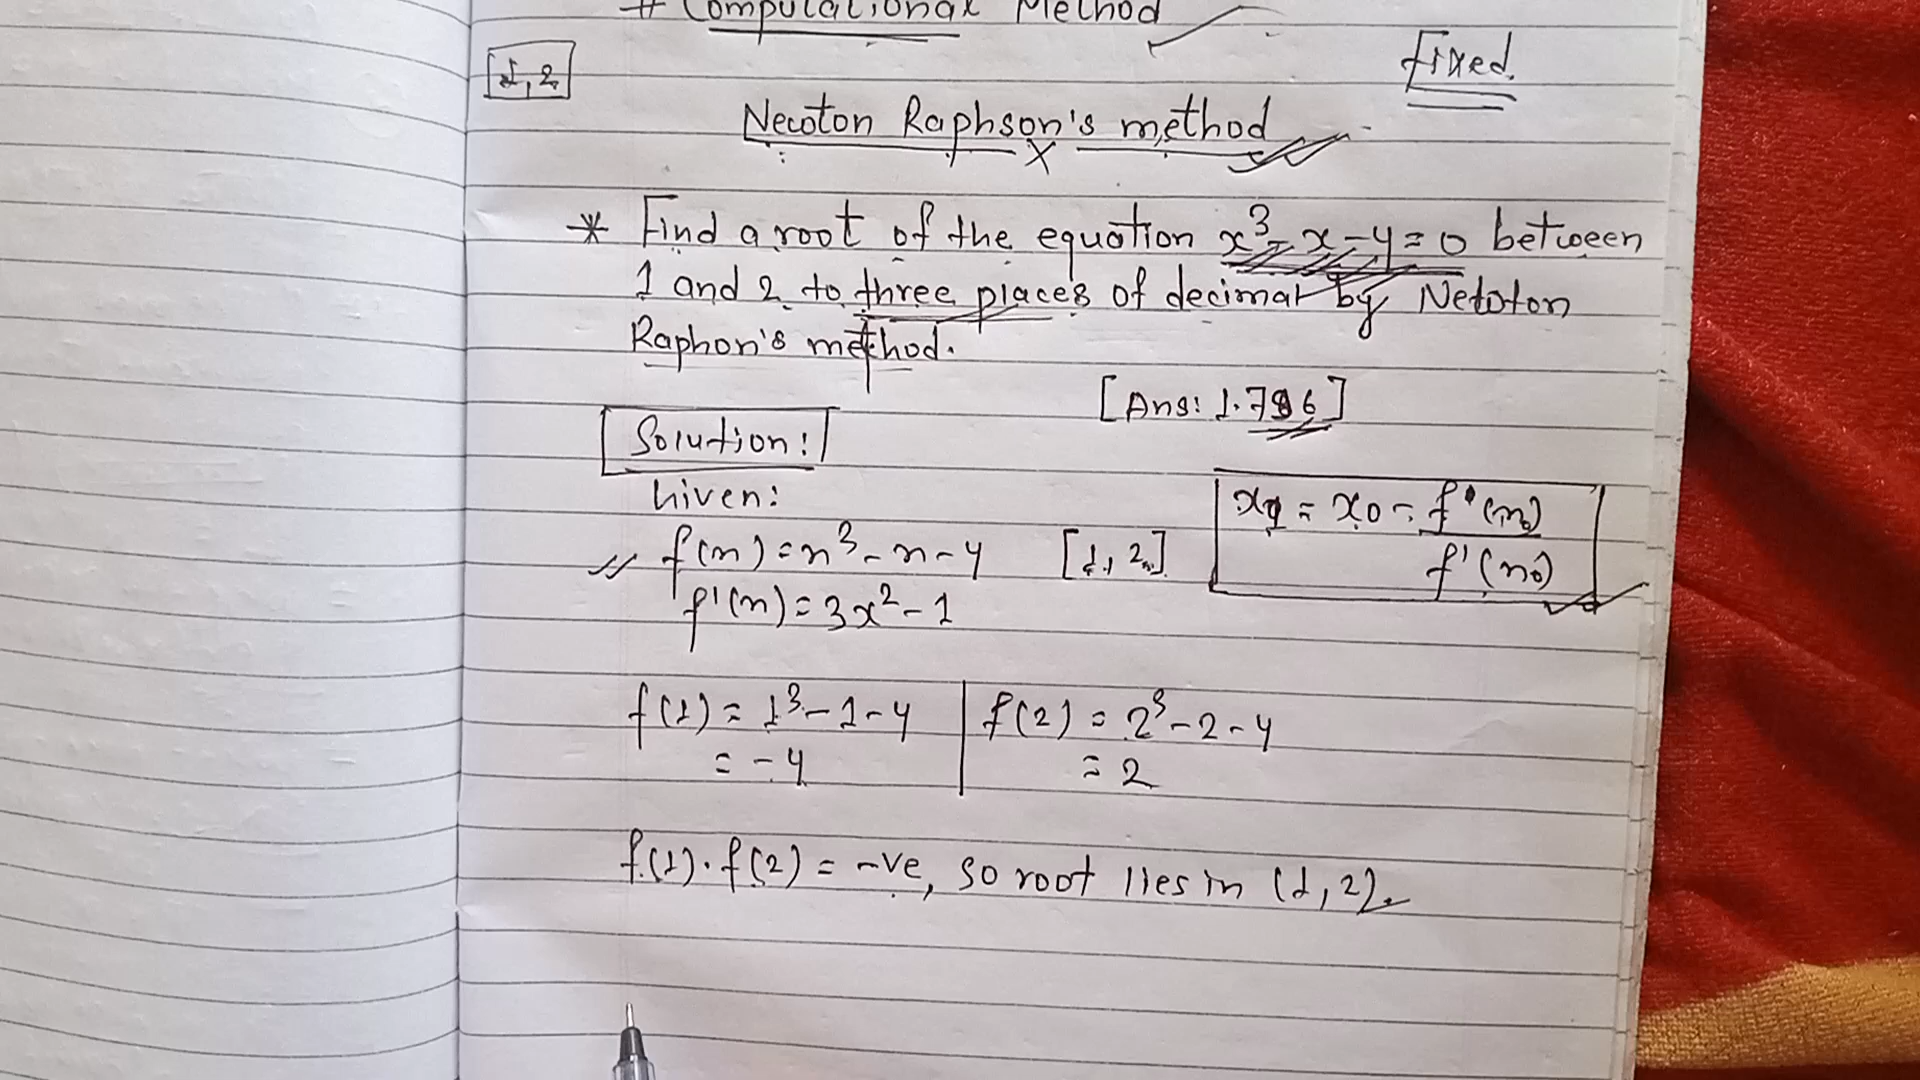 # Computational Method
1, 2
fixed.
Newton Raphson's method
X
* Find a root of the equation x³-x-4=0 between
1 and 2 to three places of decimal by Newton
Raphon's method.
[Ans: 1.796]
Solution:
Given:
f(x)=x³-x-4 [1, 2]
f'(x)=3x²-1
x₁ = x₀ - f(x₀)
f'(x₀)
f(1) = 1³-1-4 | f(2) = 2³-2-4
= -4 | = 2
f(1)·f(2) = -ve, so root lies in (1,2).